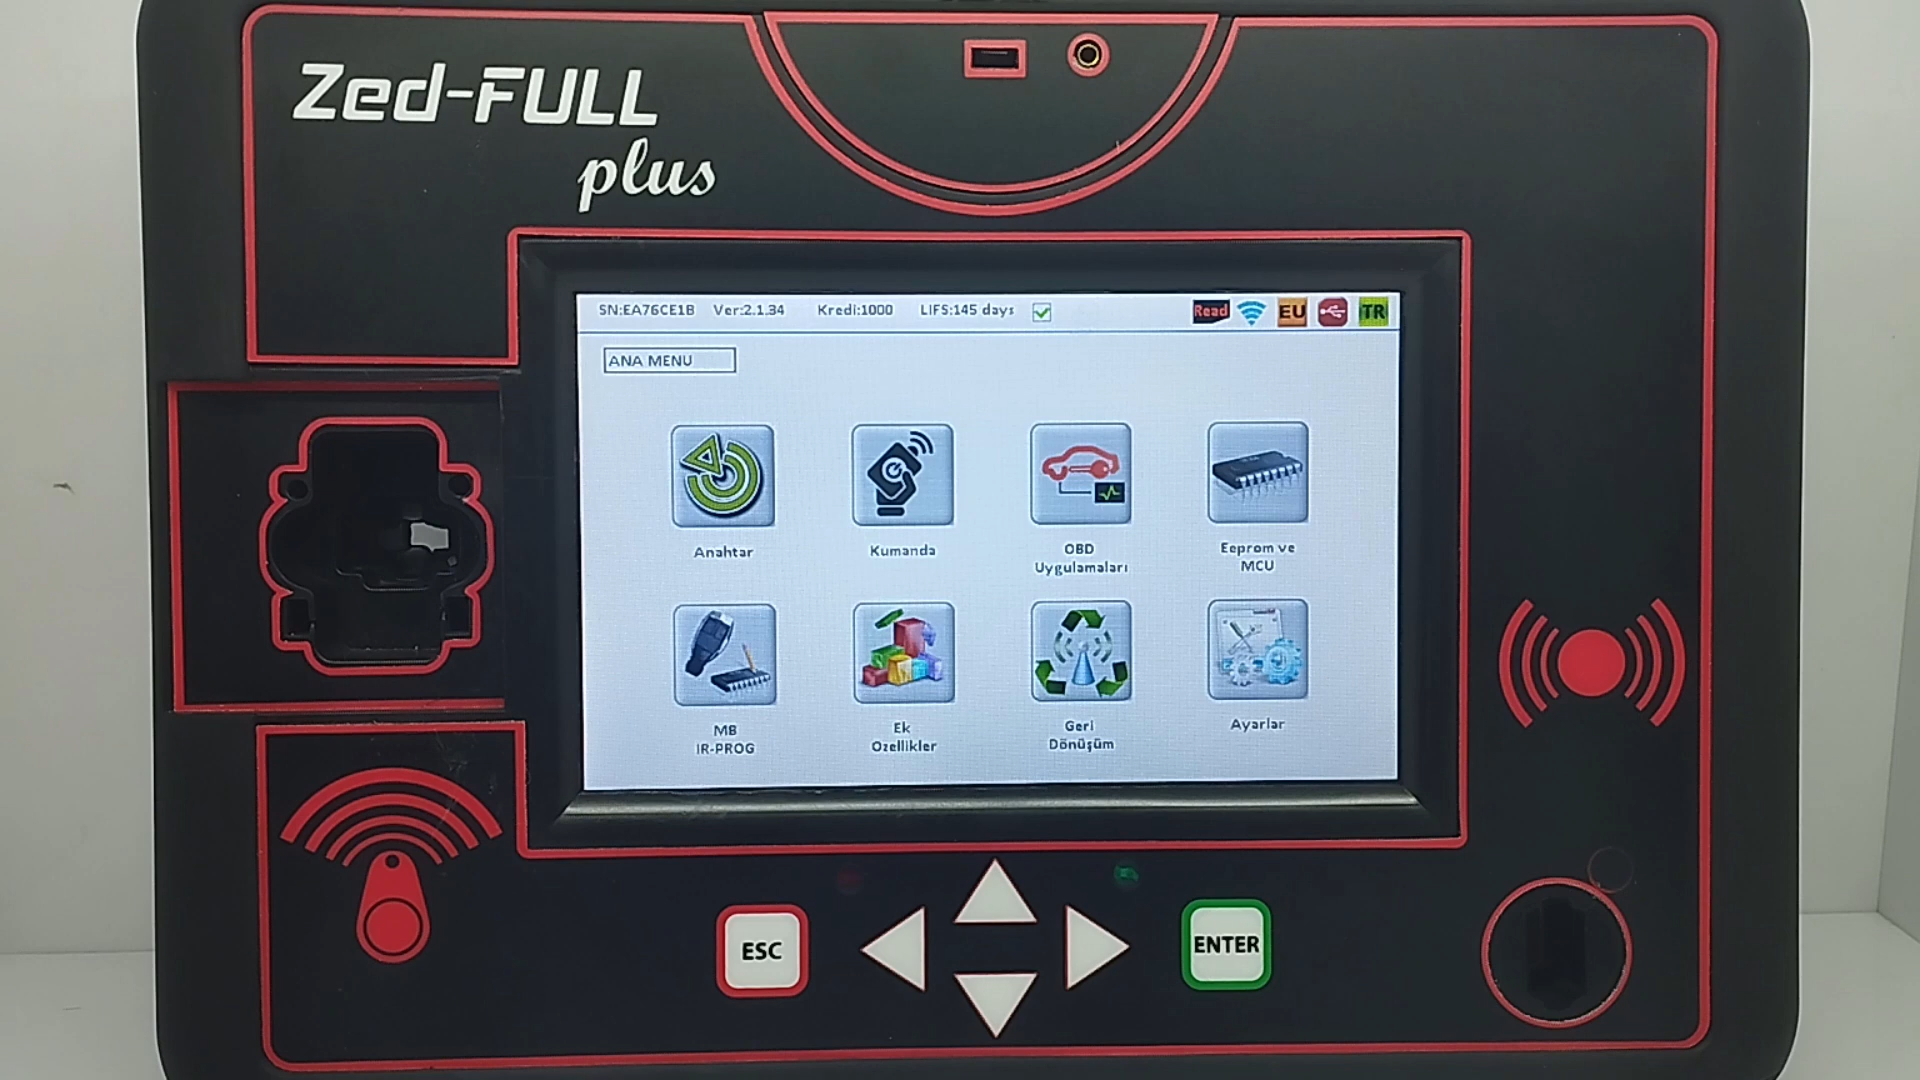 Zed-FULL
plus
SN:EA76CE1B Ver:2.1.34 Kredi:1000 LIFS:145 days Read EU TR
ANA MENU
Anahtar
Kumanda
OBD
Uygulamaları
Eeprom ve
MCU
MB
IR-PROG
Ek
Ozellikler
Geri
Dönüşüm
Ayarlar
ESC
ENTER